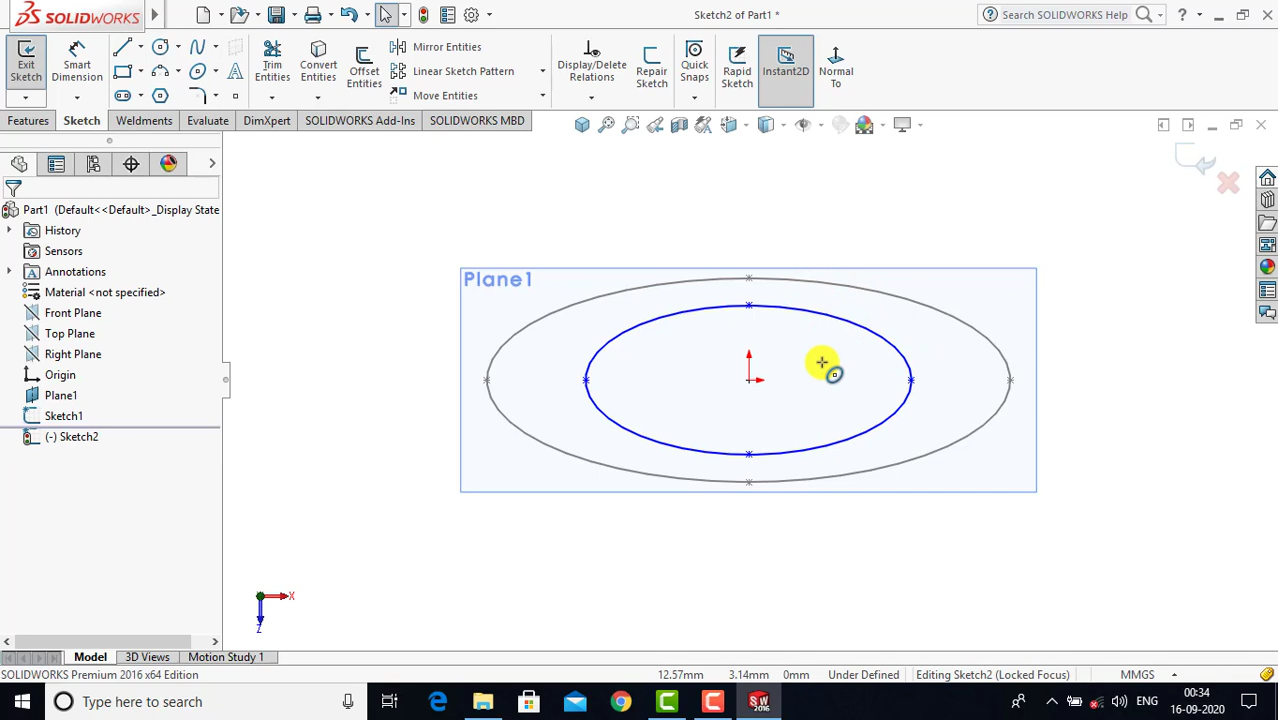 SOLIDWORKS
Sketch2 of Part1 *
Search SOLIDWORKS Help
?
Exit Sketch
Smart Dimension
Trim Entities
Convert Entities
Offset Entities
Mirror Entities
Linear Sketch Pattern
Move Entities
Display/Delete Relations
Repair Sketch
Quick Snaps
Rapid Sketch
Instant2D
Normal To
Features
Sketch
Weldments
Evaluate
DimXpert
SOLIDWORKS Add-Ins
SOLIDWORKS MBD
Part1 (Default<<Default>_Display State
History
Sensors
Annotations
Material <not specified>
Front Plane
Top Plane
Right Plane
Origin
Plane1
Sketch1
(-) Sketch2
Plane1
X
Z
Model
3D Views
Motion Study 1
SOLIDWORKS Premium 2016 x64 Edition
12.57mm
3.14mm
0mm
Under Defined
Editing Sketch2 (Locked Focus)
MMGS
Type here to search
SW
2016
ENG
00:34
16-09-2020